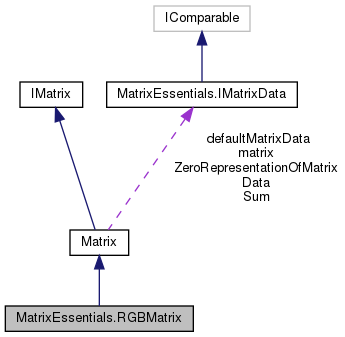 IComparable
IMatrix
MatrixEssentials.IMatrixData
defaultMatrixData
matrix
ZeroRepresentationOfMatrix
Data
Sum
Matrix
MatrixEssentials.RGBMatrix